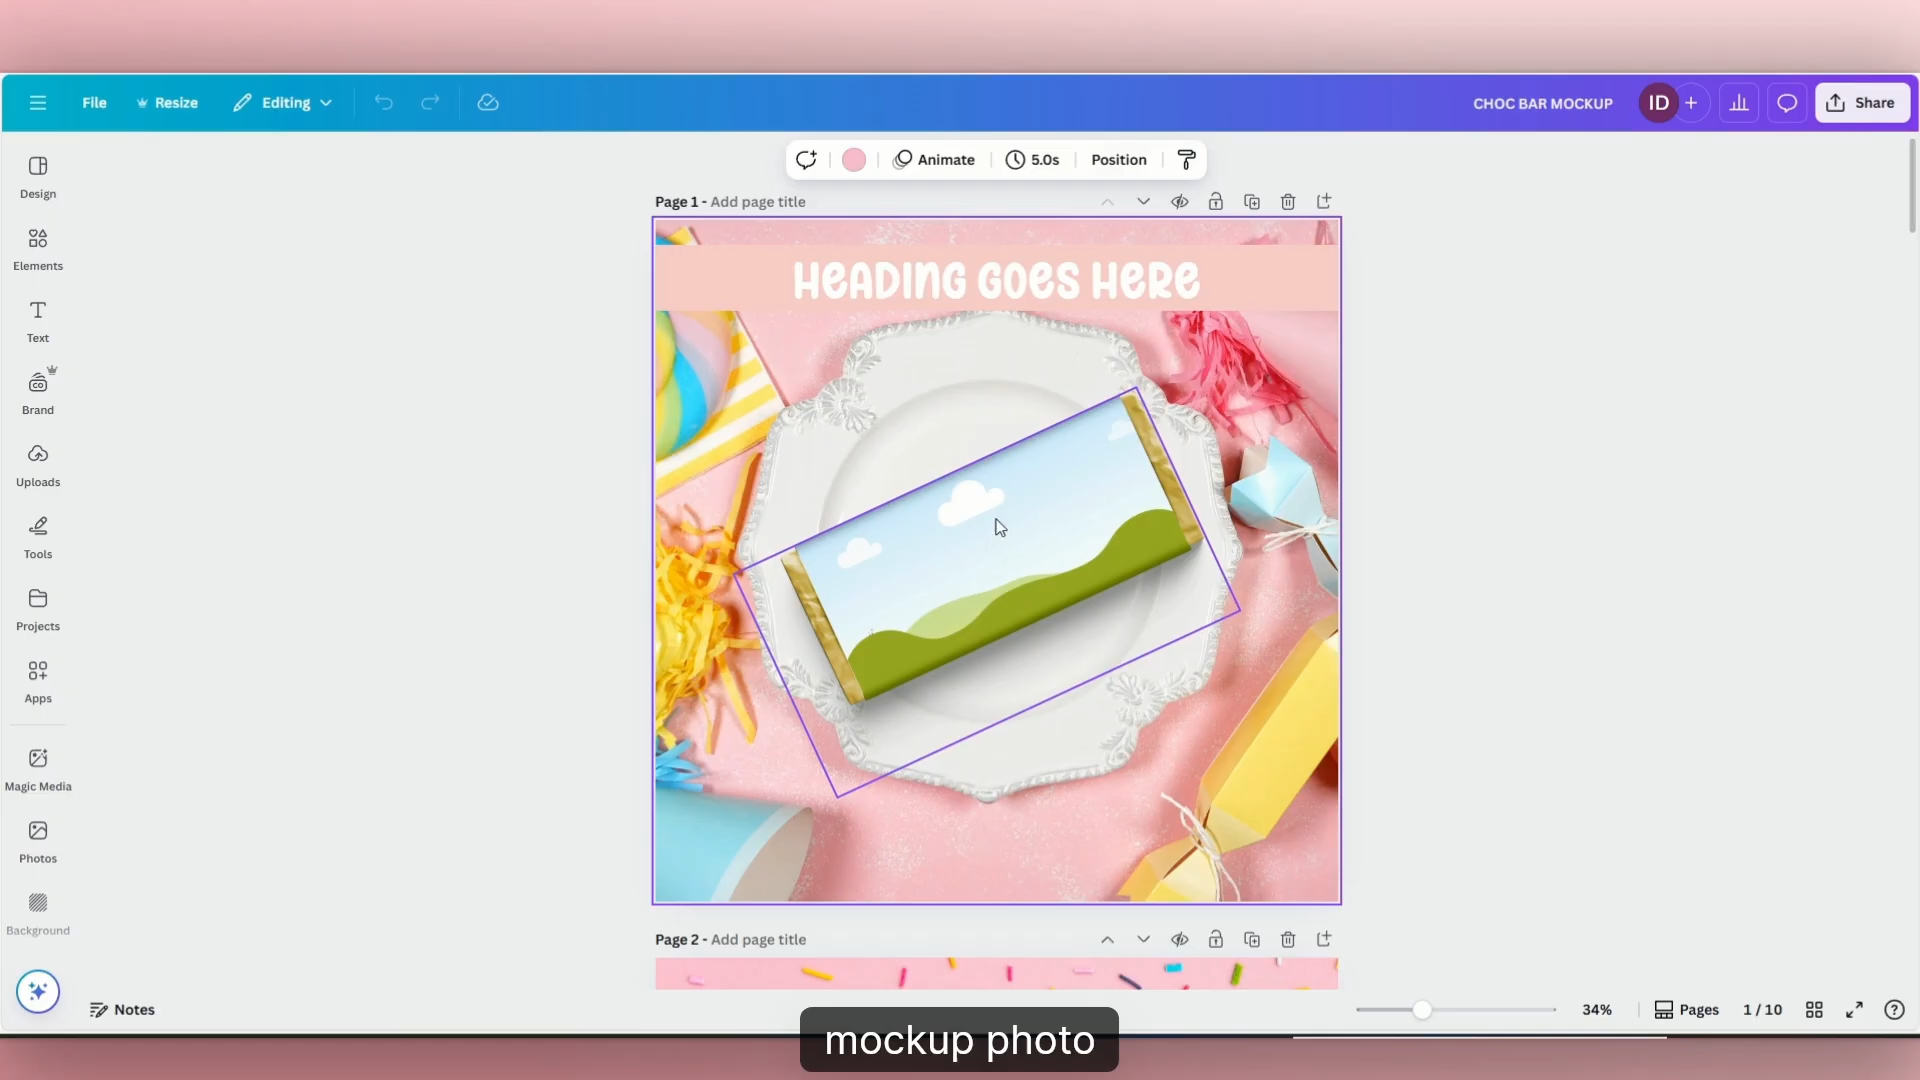 File
Resize
Editing
CHOC BAR MOCKUP
ID
+
Share
Design
Elements
Text
Brand
CO
Uploads
Tools
Projects
Apps
Magic Media
Photos
Background
Animate
5.0s
Position
Page 1 - Add page title
HEADING GOES HERE
Page 2 - Add page title
Notes
34%
Pages
1 / 10
?
mockup photo